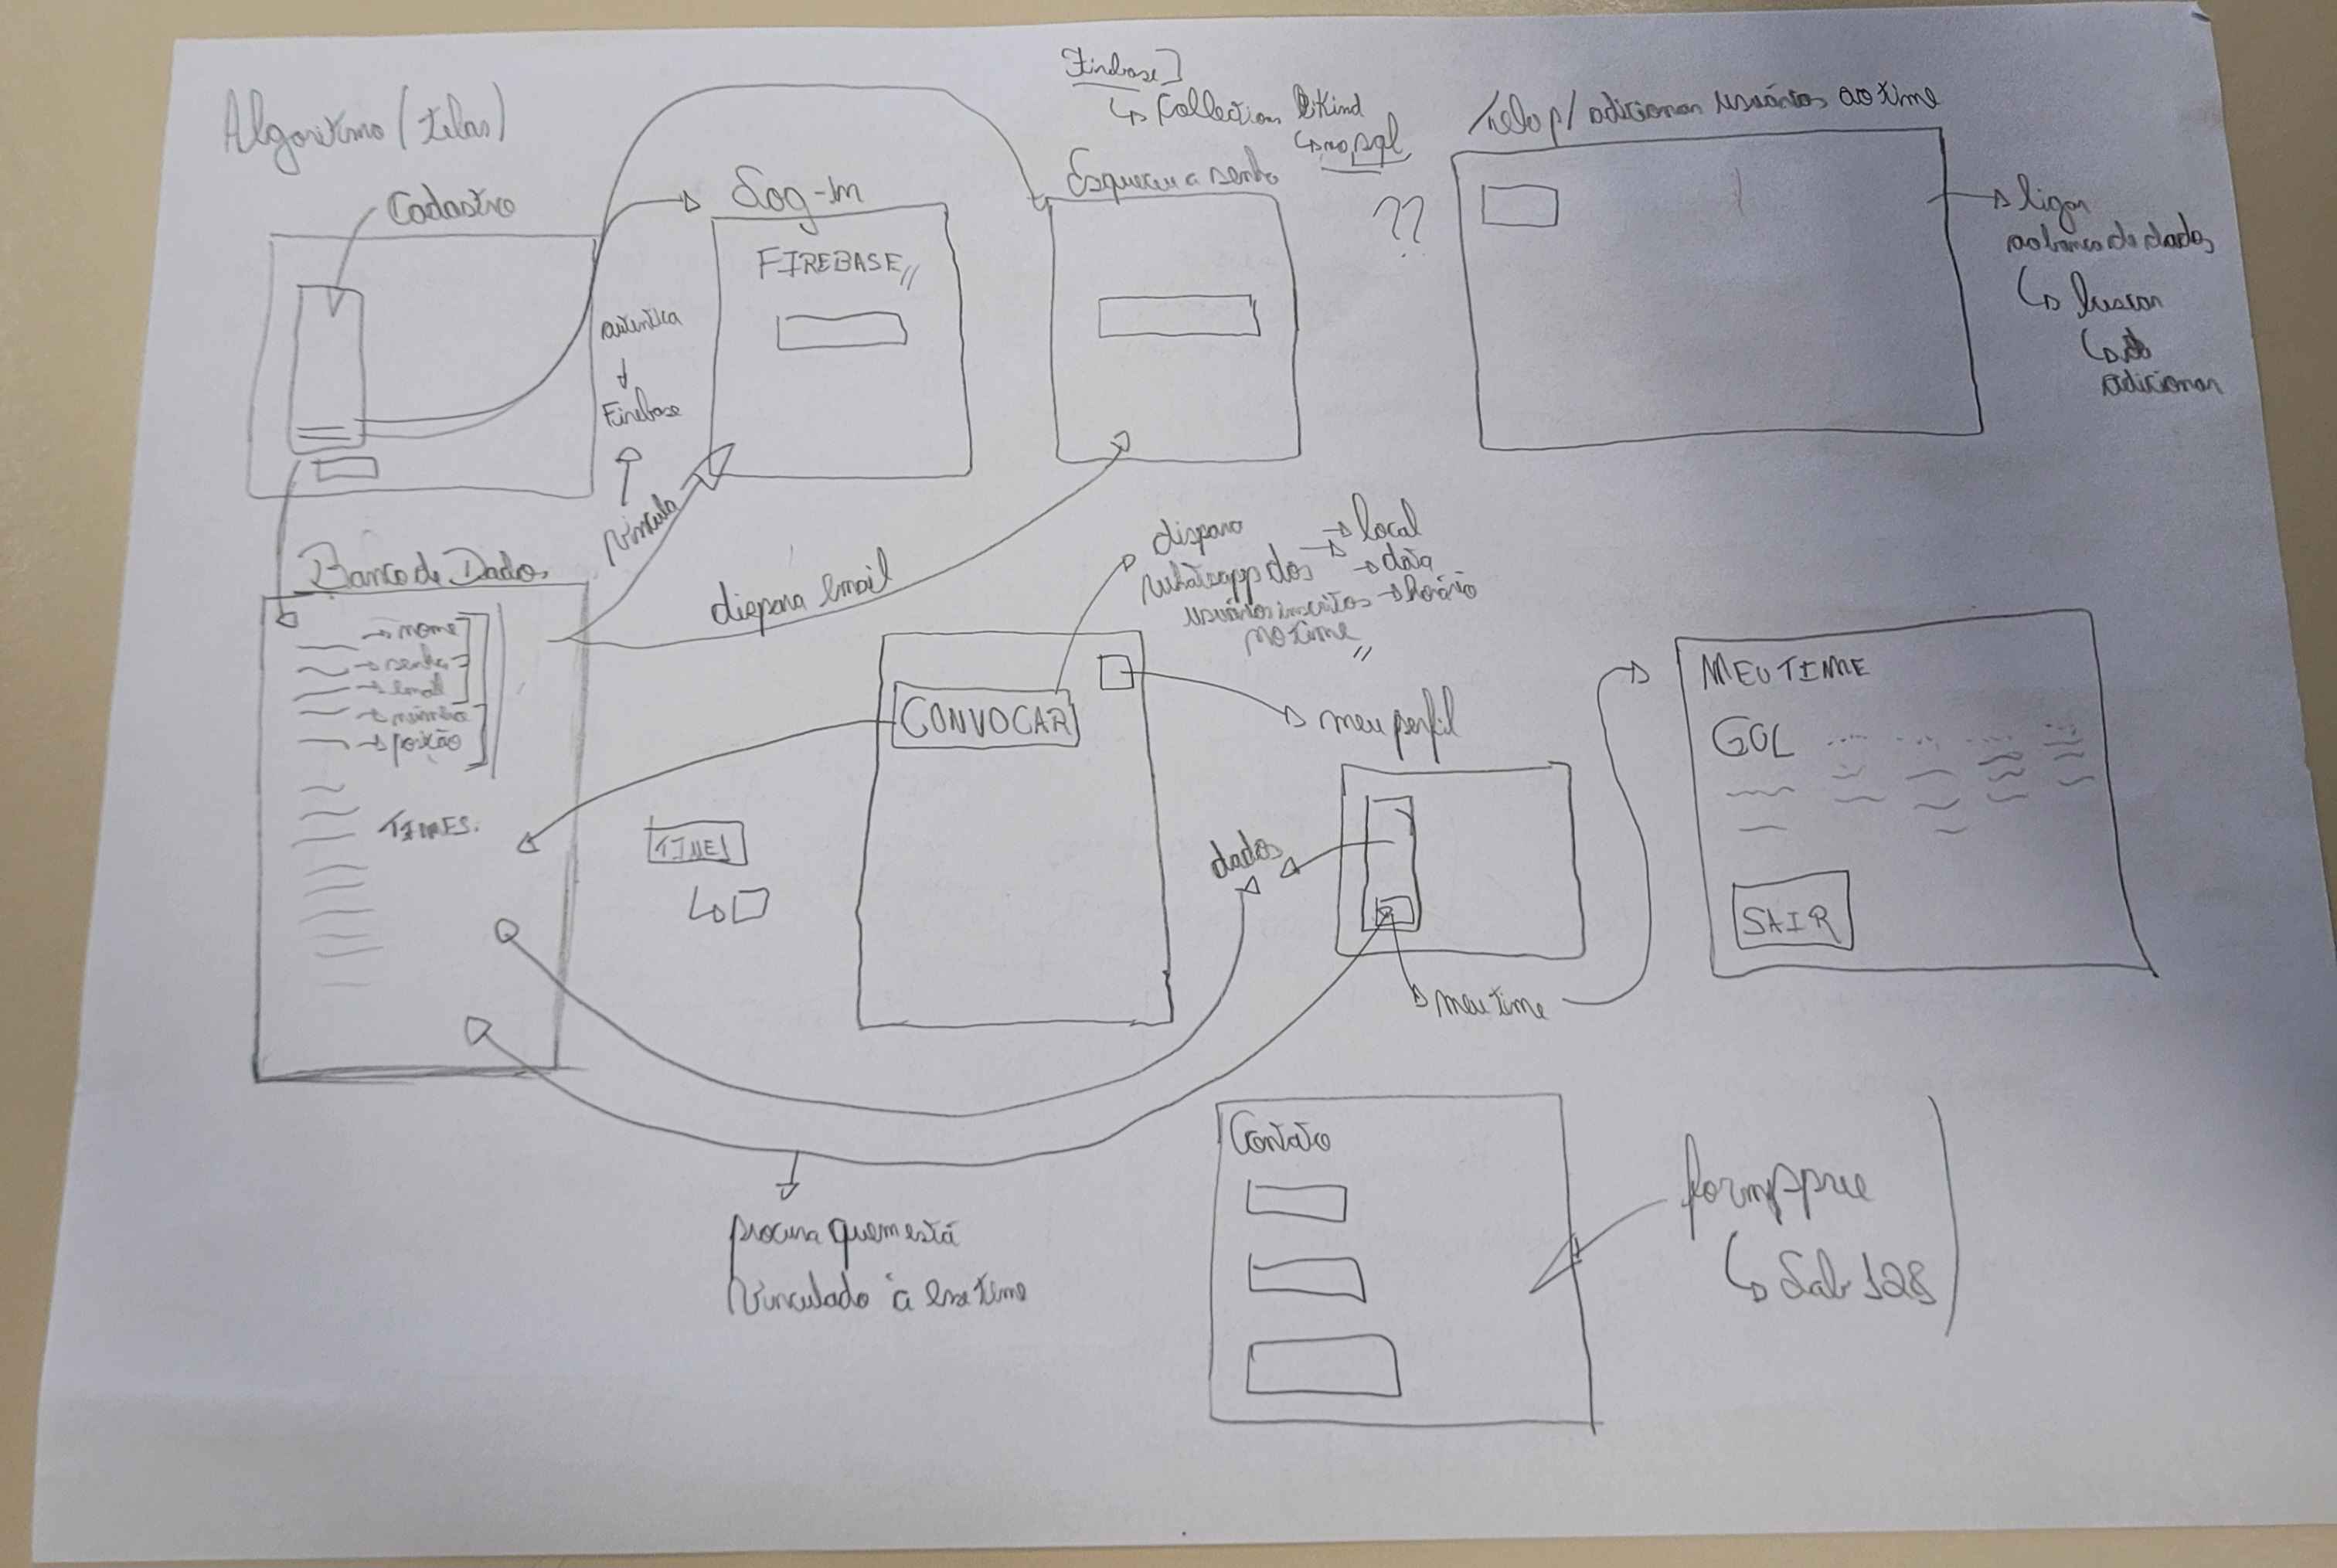 Algoritmo (telas)
Cadastro
Log-in
FIREBASE //
autentica
Firebase
vincula
Firebase]
Collection Kind
no sql
Esqueceu a senha
??
Tela p/ adicionar usuários ao time
ligar
ao banco de dados
buscar
adicionar
Banco de Dados
nome
senha
email
número
posição
TIMES.
dispara email
dispara
whatsapp dos
usuários inscritos
no time //
local
data
horário
CONVOCAR
meu perfil
TIMES
dados
meu time
MEU TIME
GOL
SAIR
procura quem está
vinculado à esse time
Contato
formspree
Lab 128